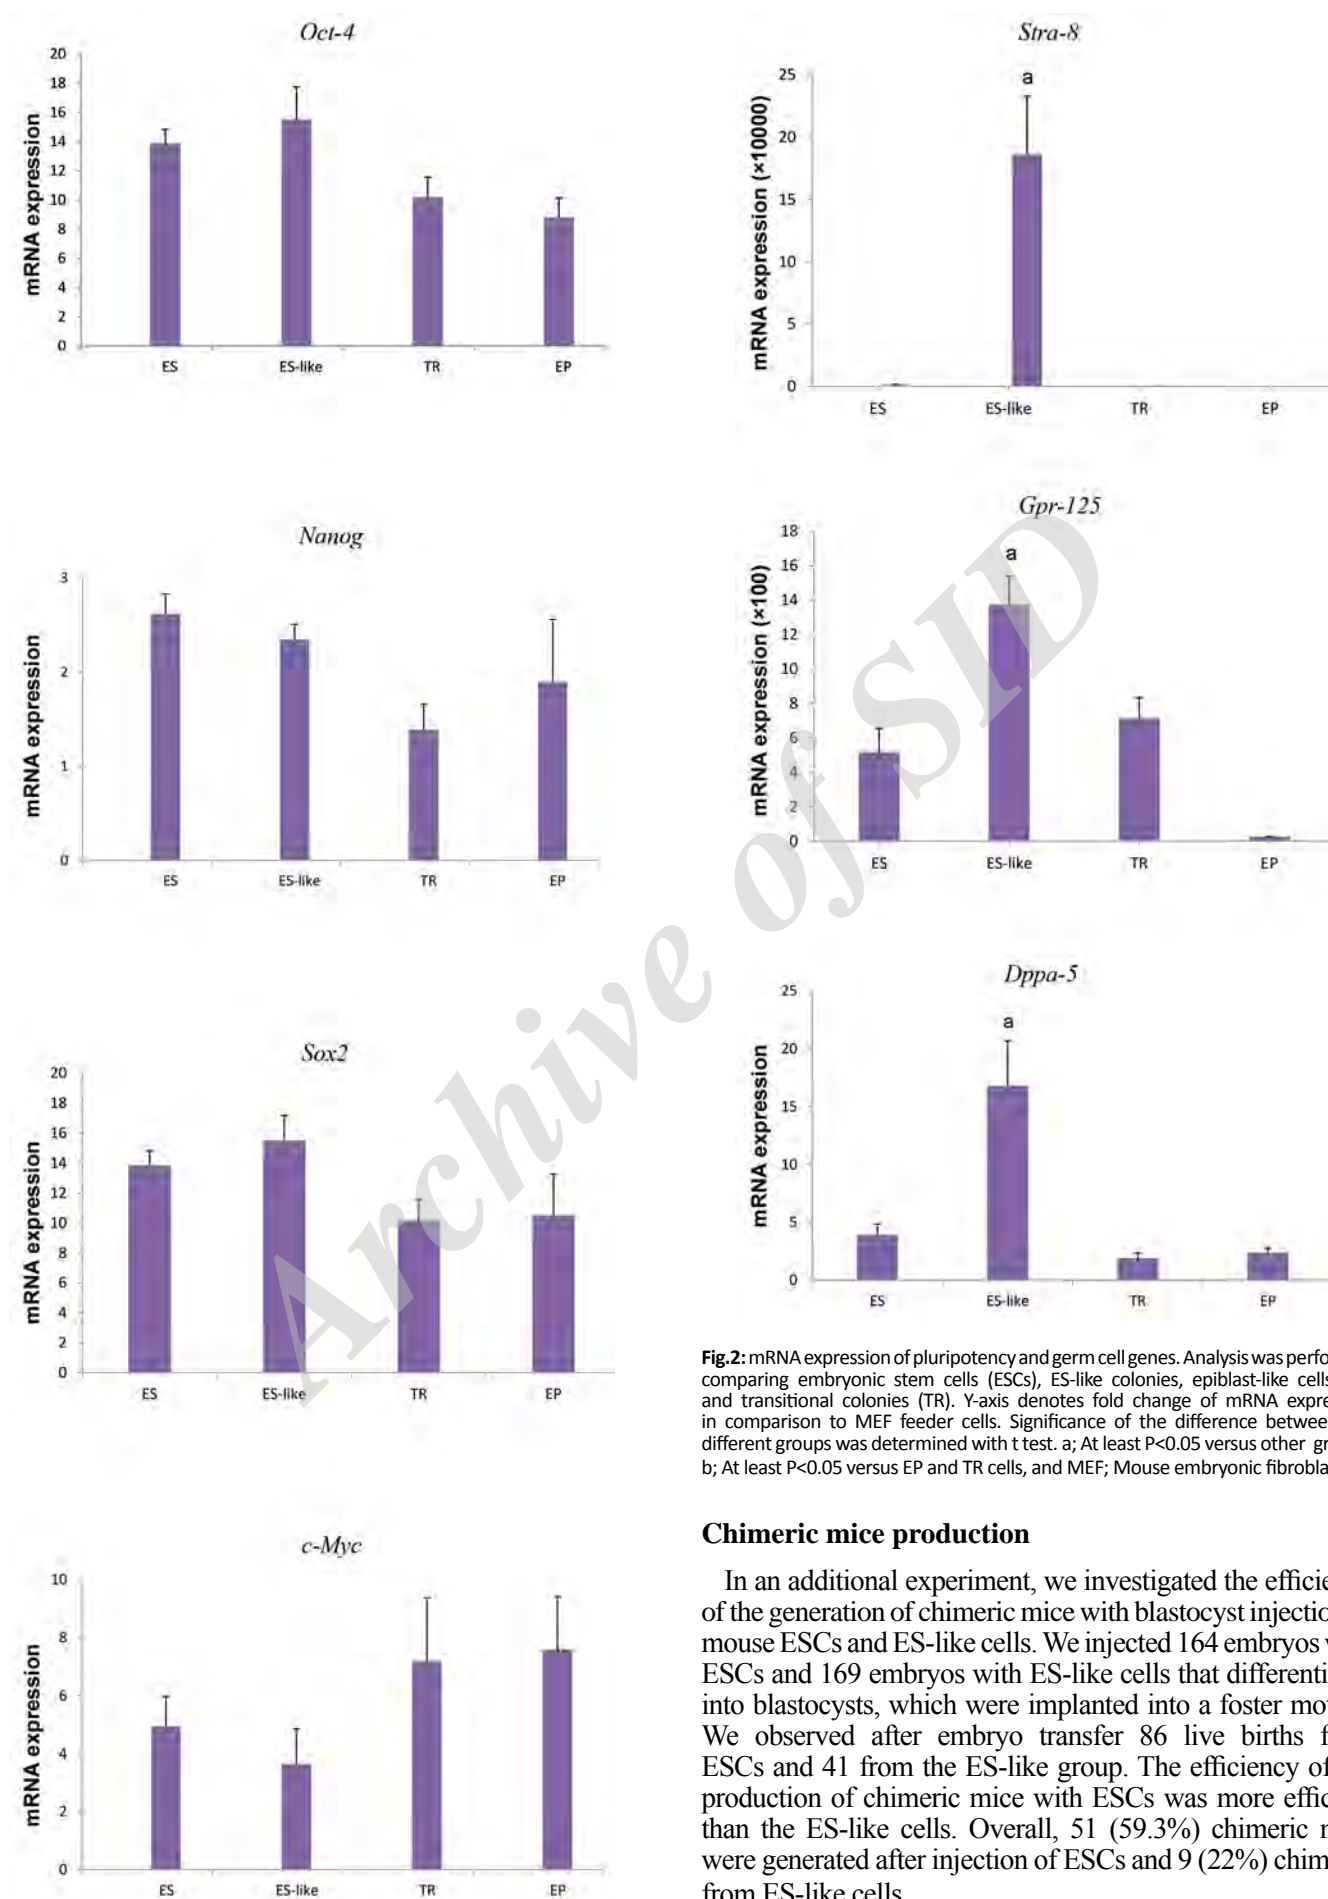 Oct-4
20
18
16
14
12
10
8
6
4
2
0
mRNA expression
ES ES-like TR EP
Nanog
3
2
1
0
mRNA expression
ES ES-like TR EP
Sox2
20
18
16
14
12
10
8
6
4
2
0
mRNA expression
ES ES-like TR EP
c-Myc
10
8
6
4
2
0
mRNA expression
ES ES-like TR EP
Stra-8
25
20
15
10
5
0
mRNA expression (×10000)
a
ES ES-like TR EP
Gpr-125
18
16
14
12
10
8
6
4
2
0
mRNA expression (×100)
a
ES ES-like TR EP
Dppa-5
25
20
15
10
5
0
mRNA expression
a
ES ES-like TR EP
Fig.2: mRNA expression of pluripotency and germ cell genes. Analysis was perfo
comparing embryonic stem cells (ESCs), ES-like colonies, epiblast-like cells
and transitional colonies (TR). Y-axis denotes fold change of mRNA expre
in comparison to MEF feeder cells. Significance of the difference between
different groups was determined with t test. a; At least P<0.05 versus other gr
b; At least P<0.05 versus EP and TR cells, and MEF; Mouse embryonic fibrobla
Chimeric mice production
In an additional experiment, we investigated the efficie
of the generation of chimeric mice with blastocyst injectio
mouse ESCs and ES-like cells. We injected 164 embryos
ESCs and 169 embryos with ES-like cells that differenti
into blastocysts, which were implanted into a foster mo
We observed after embryo transfer 86 live births f
ESCs and 41 from the ES-like group. The efficiency of
production of chimeric mice with ESCs was more effic
than the ES-like cells. Overall, 51 (59.3%) chimeric
were generated after injection of ESCs and 9 (22%) chim
from ES-like cells.
Archive of SID